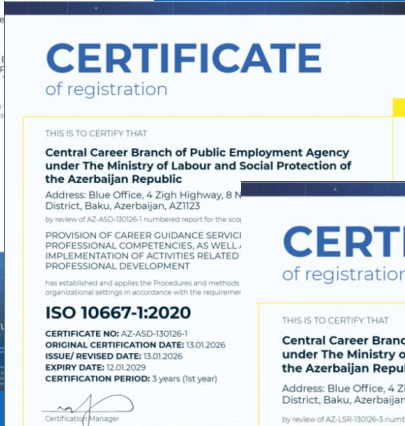 CERTIFICATE
of registration
THIS IS TO CERTIFY THAT
Central Career Branch of Public Employment Agency
under The Ministry of Labour and Social Protection of
the Azerbaijan Republic
Address: Blue Office, 4 Zigh Highway, 8 N
District, Baku, Azerbaijan, AZ1123
by review of AZ-ASD-130126-1 numbered report for the scop
PROVISION OF CAREER GUIDANCE SERVIC
PROFESSIONAL COMPETENCIES, AS WELL A
IMPLEMENTATION OF ACTIVITIES RELATED
PROFESSIONAL DEVELOPMENT
has established and applies the Procedures and methods
organizational settings in accordance with the requiremen
ISO 10667-1:2020
CERTIFICATE NO: AZ-ASD-130126-1
ORIGINAL CERTIFICATION DATE: 13.01.2026
ISSUE/ REVISED DATE: 13.01.2026
EXPIRY DATE: 12.01.2029
CERTIFICATION PERIOD: 3 years (1st year)
Certification Manager
CERTI
of registration
THIS IS TO CERTIFY THAT
Central Career Branc
under The Ministry o
the Azerbaijan Repu
Address: Blue Office, 4 Zi
District, Baku, Azerbaijan
by review of AZ-LSR-130126-3 numb